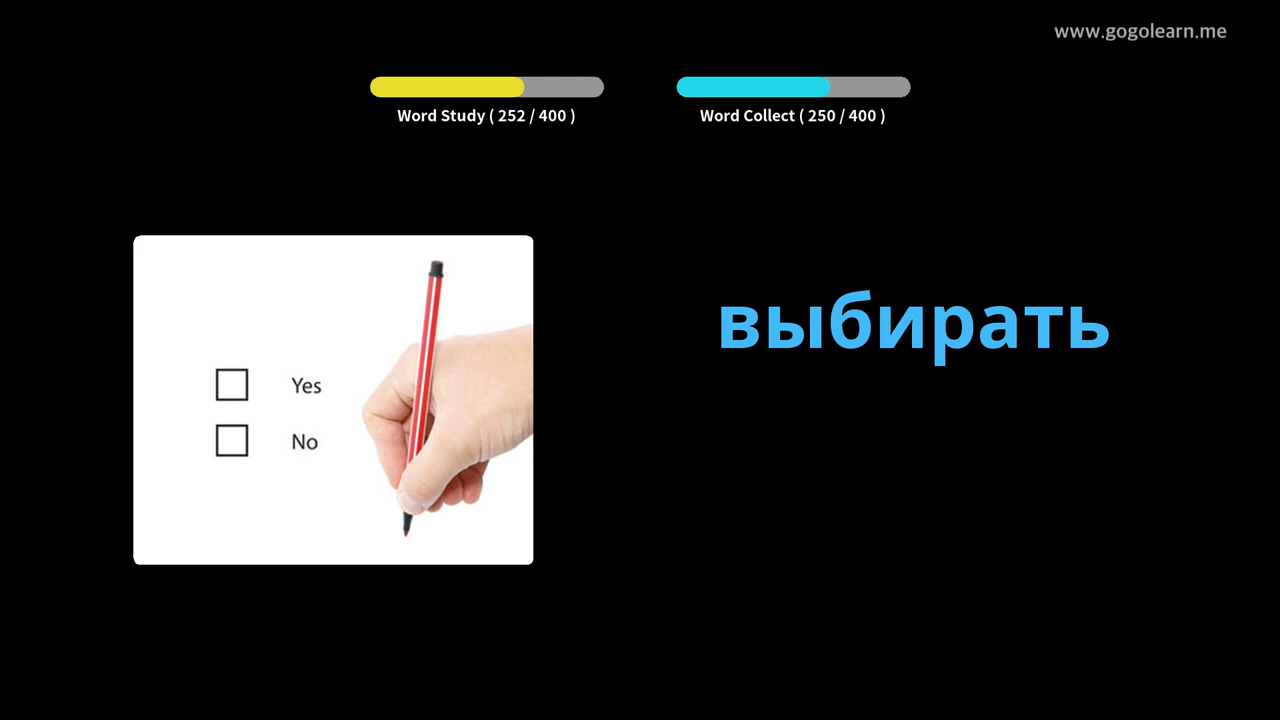 www.gogolearn.me
Word Study ( 252 / 400 )
Word Collect ( 250 / 400 )
выбирать
Yes
No